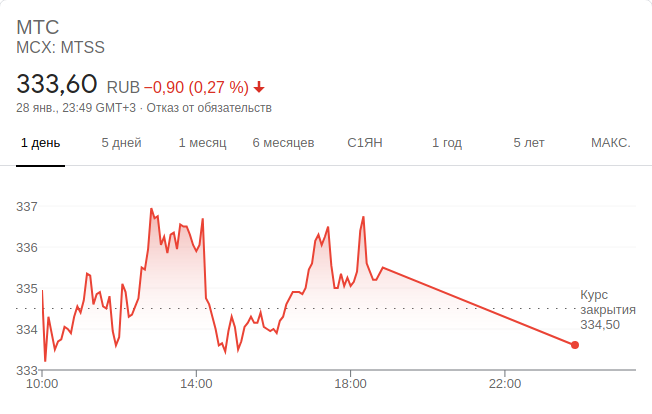 МТС
MCX: MTSS
333,60 RUB −0,90 (0,27 %)
28 янв., 23:49 GMT+3 · Отказ от обязательств
1 день 5 дней 1 месяц 6 месяцев С1ЯН 1 год 5 лет МАКС.
337
336
335
334
333
Курс
закрытия
334,50
10:00 14:00 18:00 22:00